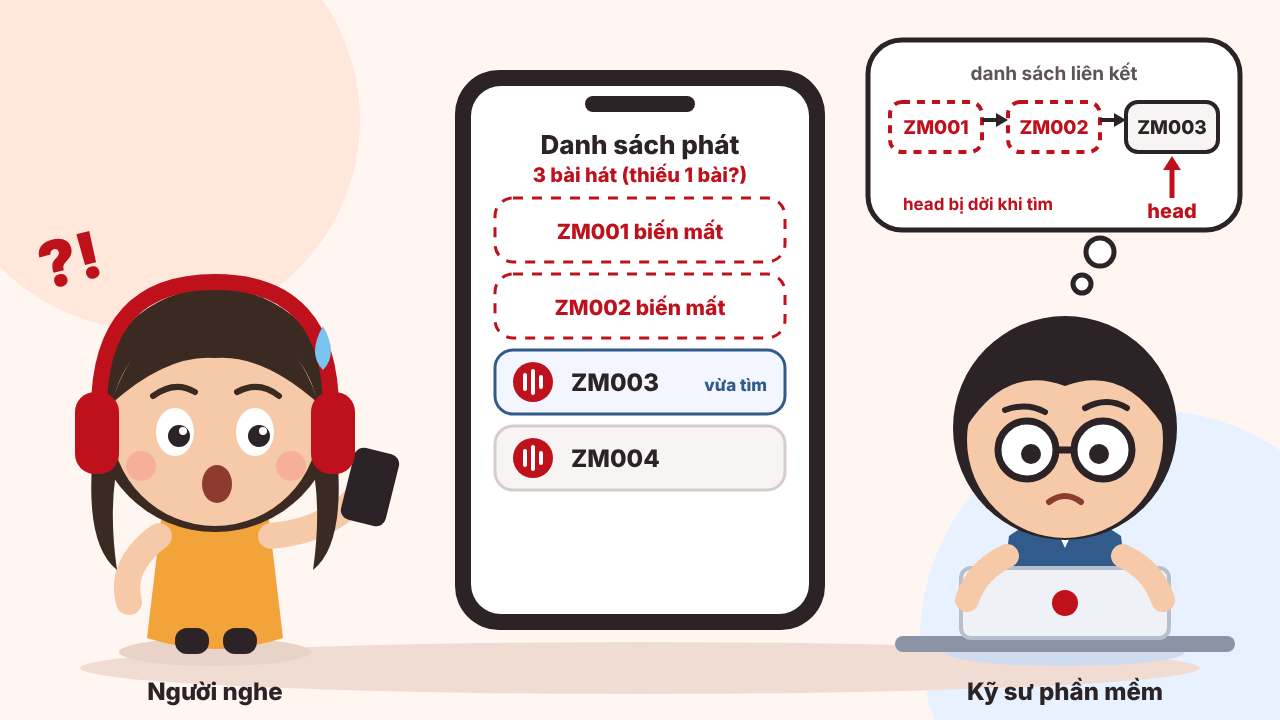 danh sách liên kết
ZM001
ZM002
ZM003
head bị dời khi tìm
head
Danh sách phát
3 bài hát (thiếu 1 bài?)
ZM001 biến mất
ZM002 biến mất
ZM003
vừa tìm
ZM004
?!
Người nghe
Kỹ sư phần mềm